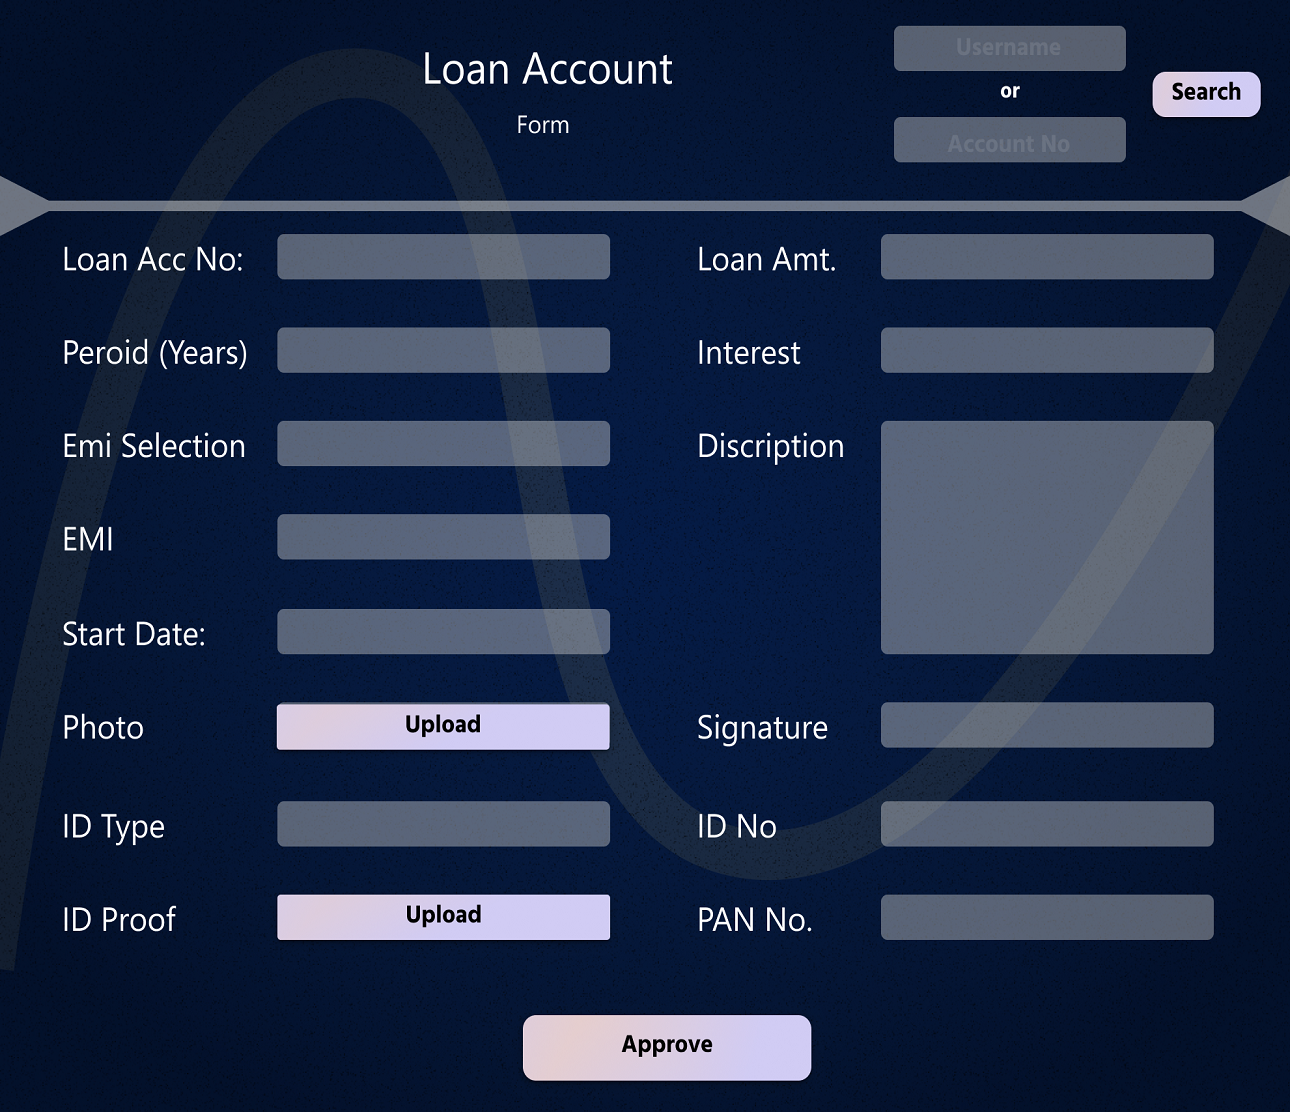 Loan Account
Form
Username
or
Account No
Search
Loan Acc No:
Loan Amt.
Peroid (Years)
Interest
Emi Selection
Discription
EMI
Start Date:
Photo
Upload
Signature
ID Type
ID No
ID Proof
Upload
PAN No.
Approve